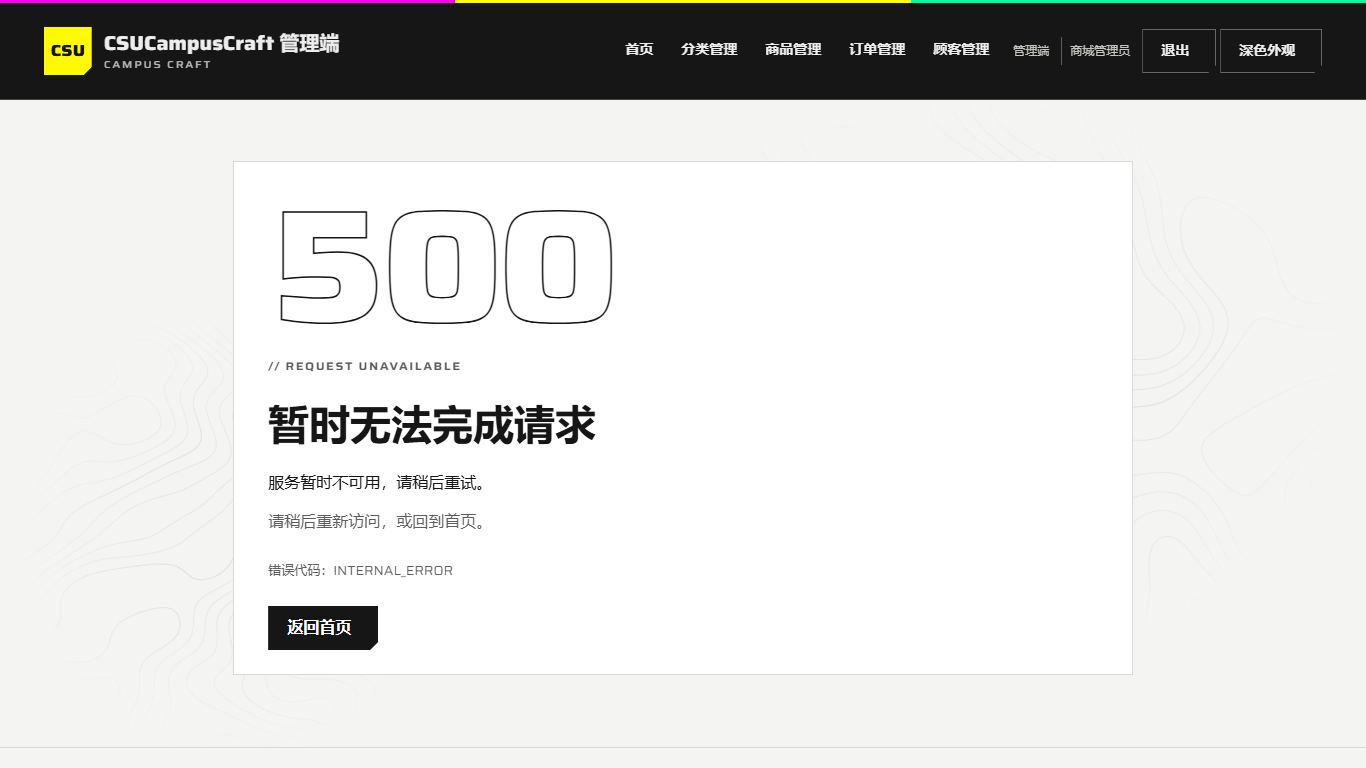 CSU
CSUCampusCraft 管理端
CAMPUS CRAFT
首页 分类管理 商品管理 订单管理 顾客管理 管理端 商城管理员 退出 深色外观
500
// REQUEST UNAVAILABLE
暂时无法完成请求
服务暂时不可用，请稍后重试。
请稍后重新访问，或回到首页。
错误代码：INTERNAL_ERROR
返回首页